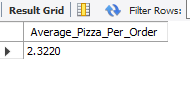 Result Grid Filter Rows:
Average_Pizza_Per_Order
2.3220